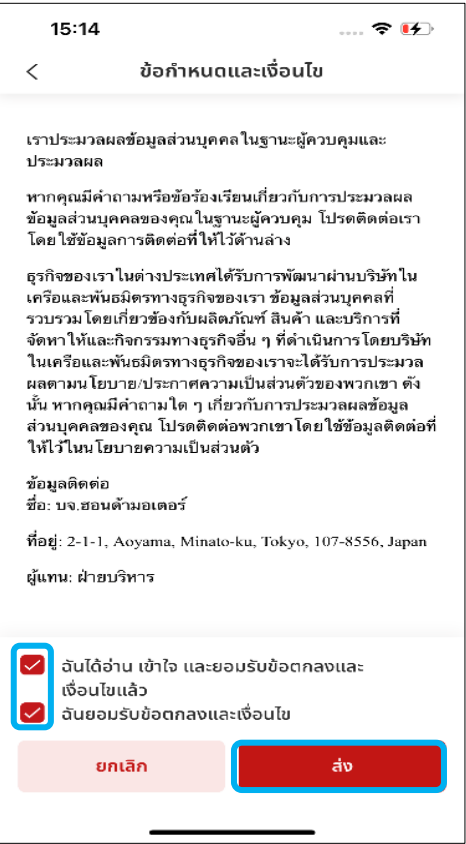 15:14
ข้อกำหนดและเงื่อนไข
เราประมวลผลข้อมูลส่วนบุคคลในฐานะผู้ควบคุมและ
ประมวลผล
หากคุณมีคำถามหรือข้อร้องเรียนเกี่ยวกับการประมวลผล
ข้อมูลส่วนบุคคลของคุณในฐานะผู้ควบคุม โปรดติดต่อเรา
โดยใช้ข้อมูลการติดต่อที่ให้ไว้ด้านล่าง
ธุรกิจของเราในต่างประเทศได้รับการพัฒนาผ่านบริษัทใน
เครือและพันธมิตรทางธุรกิจของเรา ข้อมูลส่วนบุคคลที่
รวบรวมโดยเกี่ยวข้องกับผลิตภัณฑ์ สินค้า และบริการที่
จัดหาให้และกิจกรรมทางธุรกิจอื่น ๆ ที่ดำเนินการโดยบริษัท
ในเครือและพันธมิตรทางธุรกิจของเราจะได้รับการประมวล
ผลตามนโยบาย/ประกาศความเป็นส่วนตัวของพวกเขา ดัง
นั้น หากคุณมีคำถามใด ๆ เกี่ยวกับการประมวลผลข้อมูล
ส่วนบุคคลของคุณ โปรดติดต่อพวกเขาโดยใช้ข้อมูลติดต่อที่
ให้ไว้ในนโยบายความเป็นส่วนตัว
ข้อมูลติดต่อ
ชื่อ: บจ.ฮอนด้ามอเตอร์
ที่อยู่: 2-1-1, Aoyama, Minato-ku, Tokyo, 107-8556, Japan
ผู้แทน: ฝ่ายบริหาร
ฉันได้อ่าน เข้าใจ และยอมรับข้อตกลงและ
เงื่อนไขแล้ว
ฉันยอมรับข้อตกลงและเงื่อนไข
ยกเลิก
ส่ง